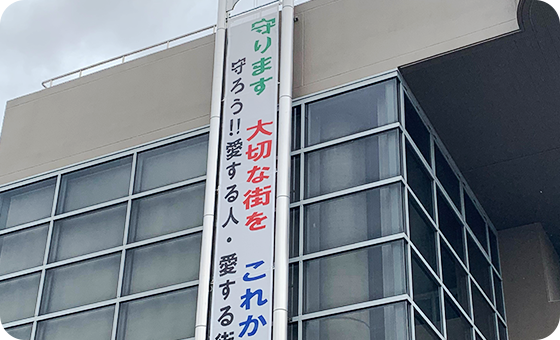 守ります 大切な街を これか
守ろう!!愛する人・愛する街